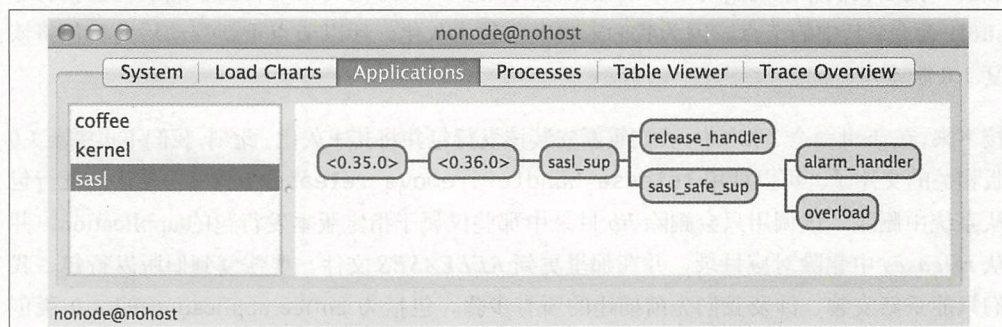 nonode@nohost
System Load Charts Applications Processes Table Viewer Trace Overview
coffee
kernel
sasl
<0.35.0> <0.36.0> sasl_sup release_handler
sasl_safe_sup alarm_handler
overload
nonode@nohost